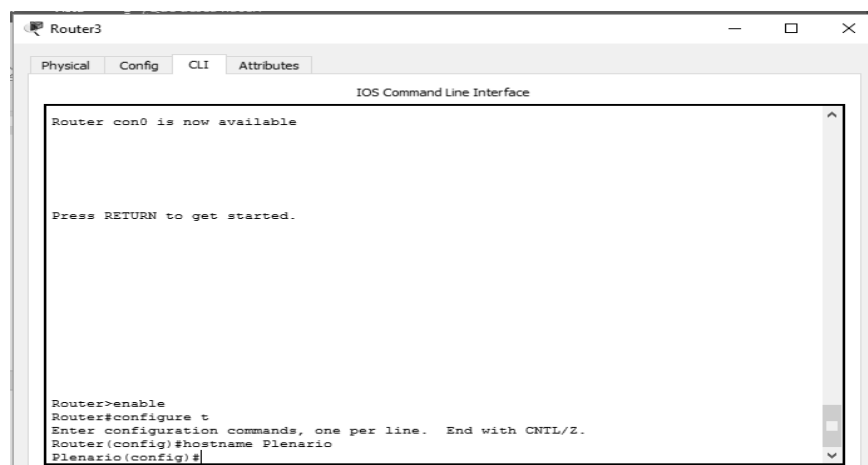 Router3
Physical Config CLI Attributes
IOS Command Line Interface
Router con0 is now available
Press RETURN to get started.
Router>enable
Router#configure t
Enter configuration commands, one per line.  End with CNTL/Z.
Router(config)#hostname Plenario
Plenario(config)#